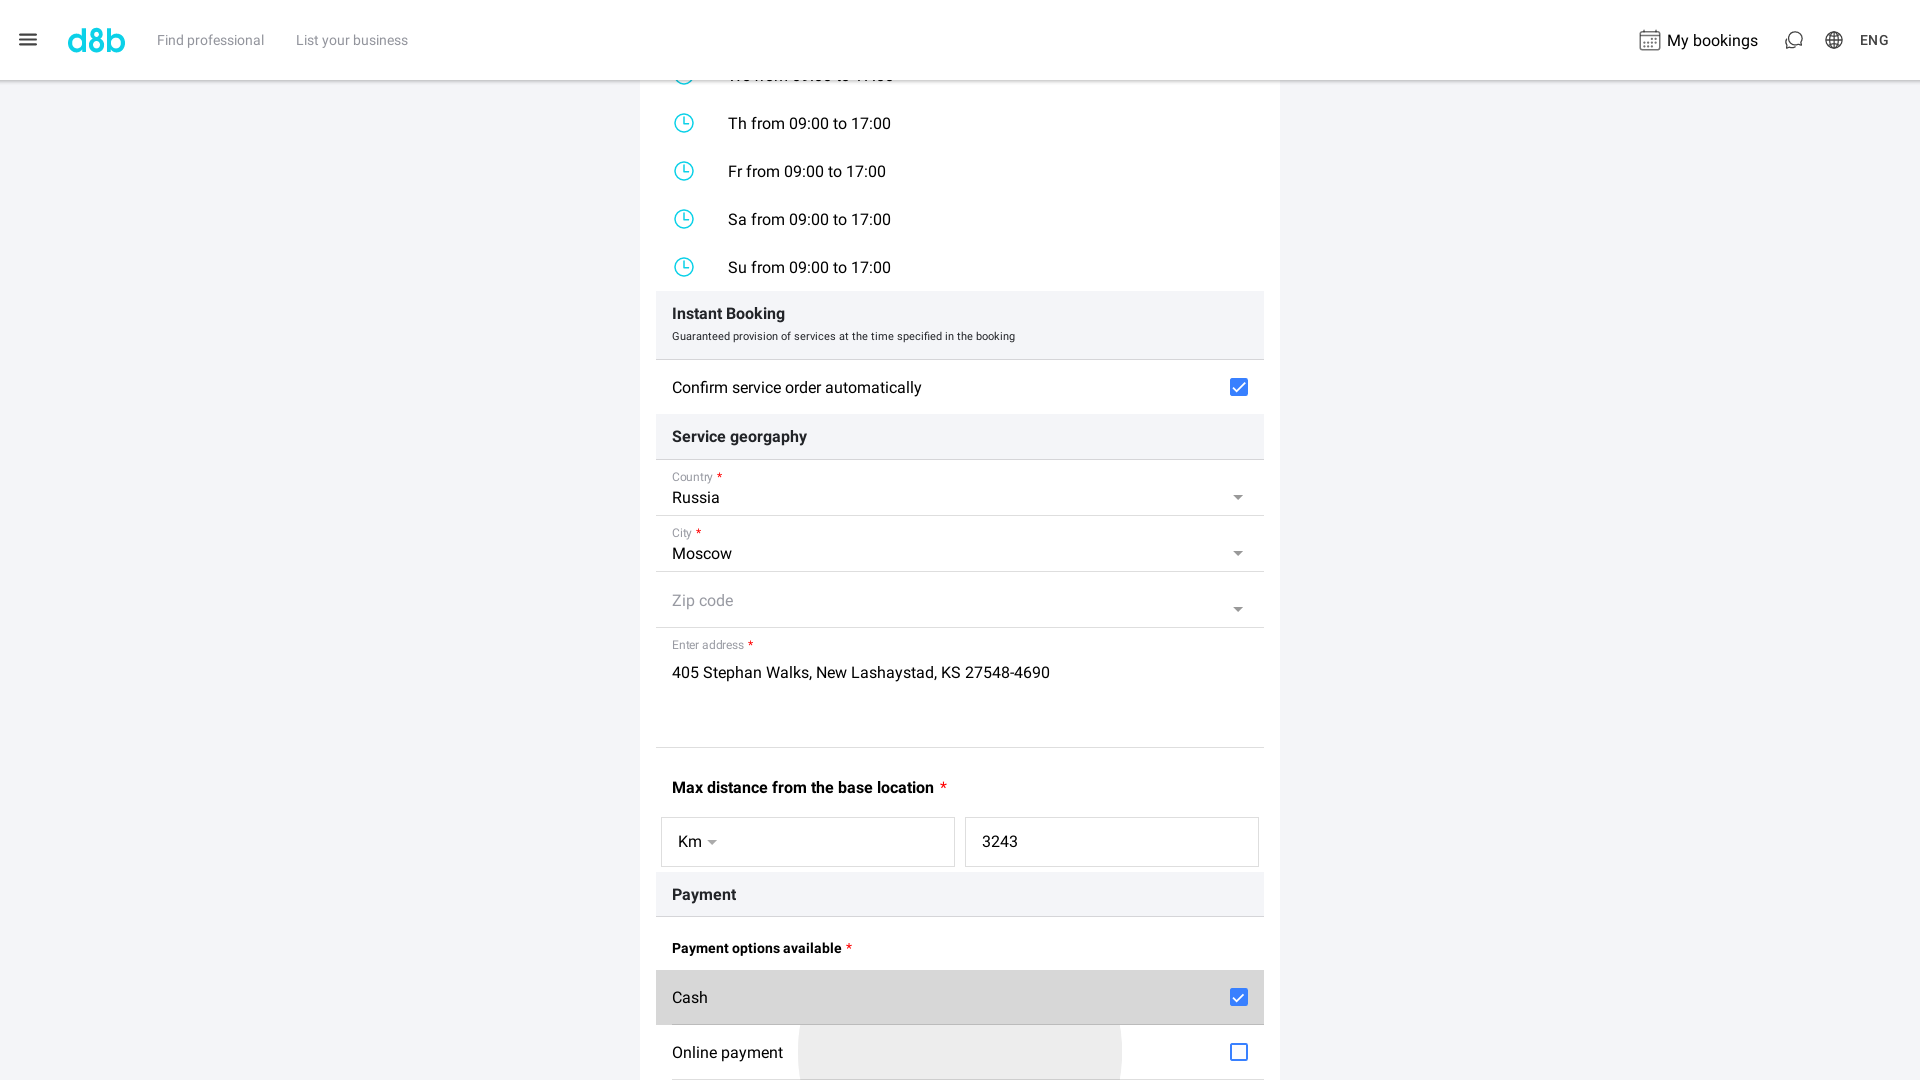 d8b
Find professional
List your business
My bookings
ENG
Th from 09:00 to 17:00
Fr from 09:00 to 17:00
Sa from 09:00 to 17:00
Su from 09:00 to 17:00
Instant Booking
Guaranteed provision of services at the time specified in the booking
Confirm service order automatically
Service georgaphy
Country *
Russia
City *
Moscow
Zip code
Enter address *
405 Stephan Walks, New Lashaystad, KS 27548-4690
Max distance from the base location *
Km
3243
Payment
Payment options available *
Cash
Online payment